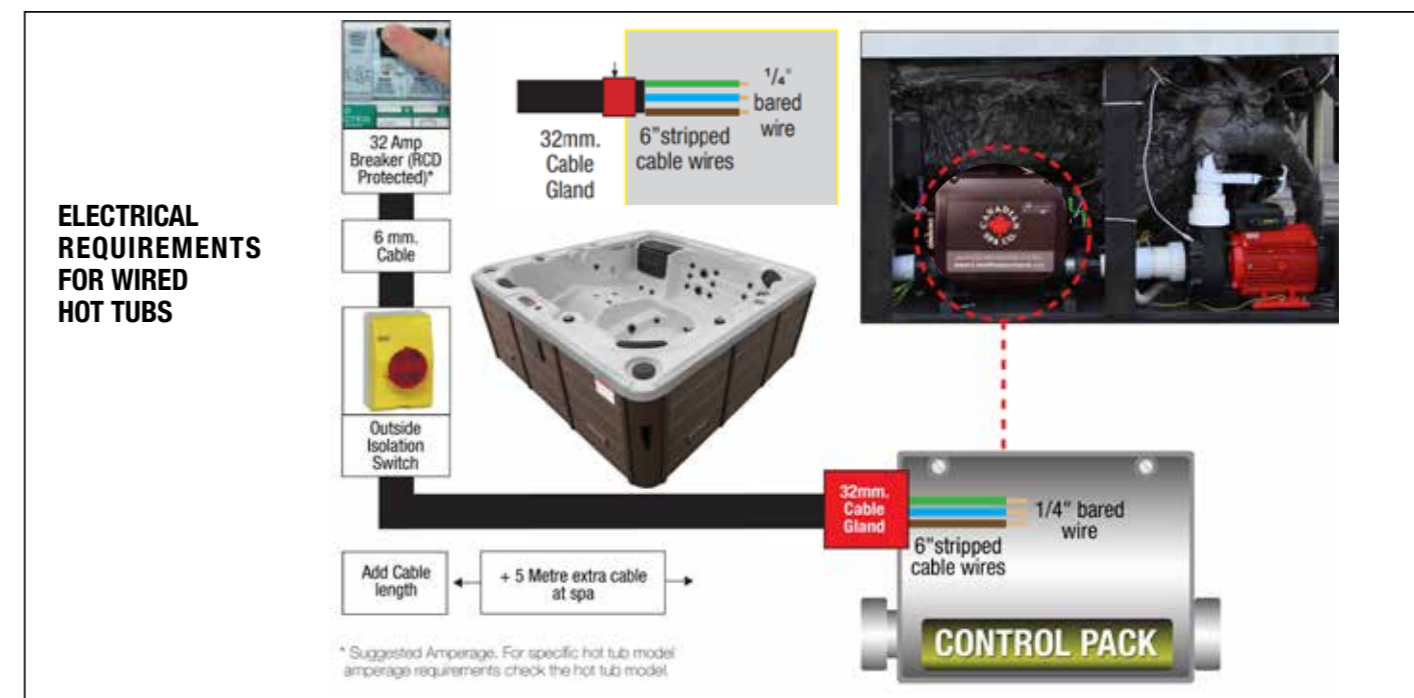 ELECTRICAL
REQUIREMENTS
FOR WIRED
HOT TUBS
32 Amp
Breaker (RCD
Protected)*
6 mm.
Cable
Outside
Isolation
Switch
Add Cable
length
+ 5 Metre extra cable
at spa
* Suggested Amperage. For specific hot tub model
amperage requirements check the hot tub model.
32mm.
Cable
Gland
6"stripped
cable wires
1/4"
bared
wire
CANADIAN
SPA CO.
32mm.
Cable
Gland
6"stripped
cable wires
1/4" bared
wire
CONTROL PACK